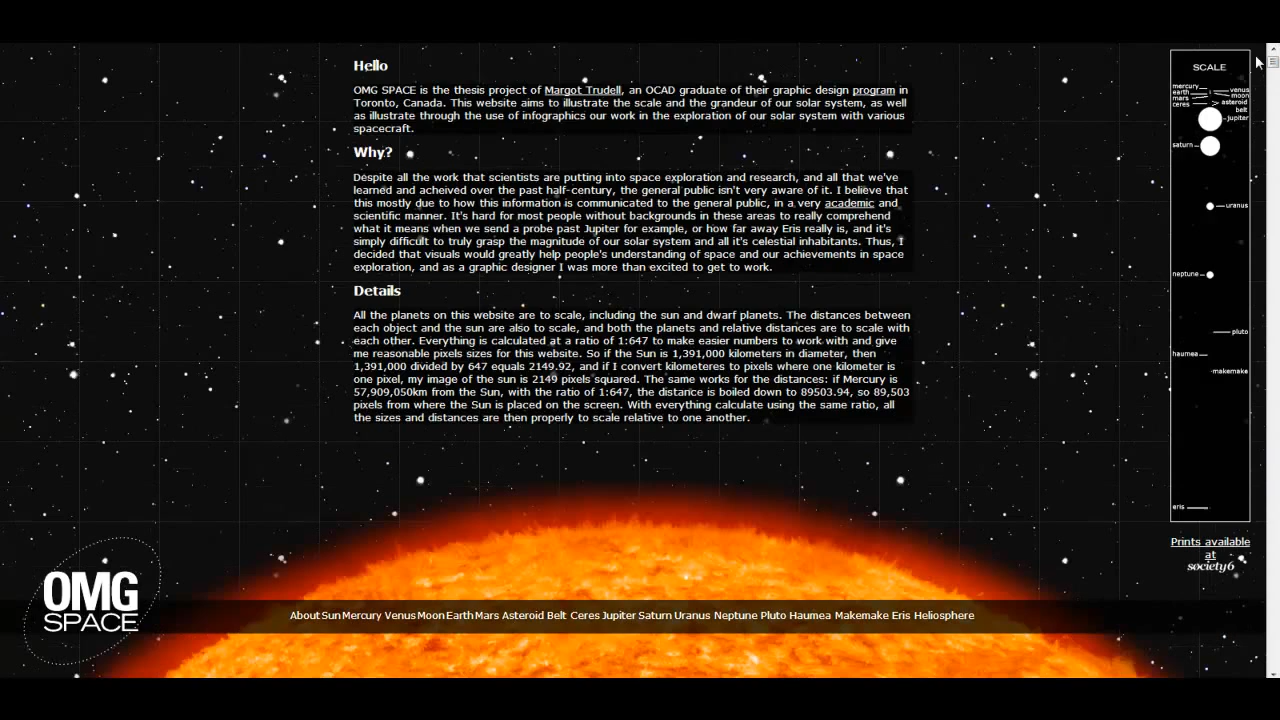 Hello
OMG SPACE is the thesis project of Margot Trudell, an OCAD graduate of their graphic design program in
Toronto, Canada. This website aims to illustrate the scale and the grandeur of our solar system, as well
as illustrate through the use of infographics our work in the exploration of our solar system with various
spacecraft.
Why?
Despite all the work that scientists are putting into space exploration and research, and all that we've
learned and acheived over the past half-century, the general public isn't very aware of it. I believe that
this mostly due to how this information is communicated to the general public, in a very academic and
scientific manner. It's hard for most people without backgrounds in these areas to really comprehend
what it means when we send a probe past Jupiter for example, or how far away Eris really is, and it's
simply difficult to truly grasp the magnitude of our solar system and all it's celestial inhabitants. Thus, I
decided that visuals would greatly help people's understanding of space and our achievements in space
exploration, and as a graphic designer I was more than excited to get to work.
Details
All the planets on this website are to scale, including the sun and dwarf planets. The distances between
each object and the sun are also to scale, and both the planets and relative distances are to scale with
each other. Everything is calculated at a ratio of 1:647 to make easier numbers to work with and give
me reasonable pixels sizes for this website. So if the Sun is 1,391,000 kilometers in diameter, then
1,391,000 divided by 647 equals 2149.92, and if I convert kilometeres to pixels where one kilometer is
one pixel, my image of the sun is 2149 pixels squared. The same works for the distances: if Mercury is
57,909,050km from the Sun, with the ratio of 1:647, the distance is boiled down to 89503.94, so 89,503
pixels from where the Sun is placed on the screen. With everything calculate using the same ratio, all
the sizes and distances are then properly to scale relative to one another.
SCALE
mercury
venus
earth
moon
mars
asteroid
belt
ceres
jupiter
saturn
uranus
neptune
pluto
haumea
makemake
eris
Prints available
at
society6
OMG
SPACE
About Sun Mercury Venus Moon Earth Mars Asteroid Belt Ceres Jupiter Saturn Uranus Neptune Pluto Haumea Makemake Eris Heliosphere